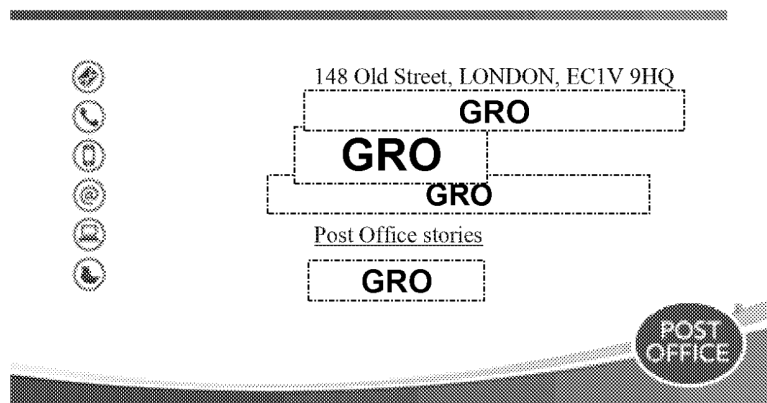 148 Old Street, LONDON, EC1V 9HQ
GRO
GRO
GRO
Post Office stories
GRO
POST
OFFICE